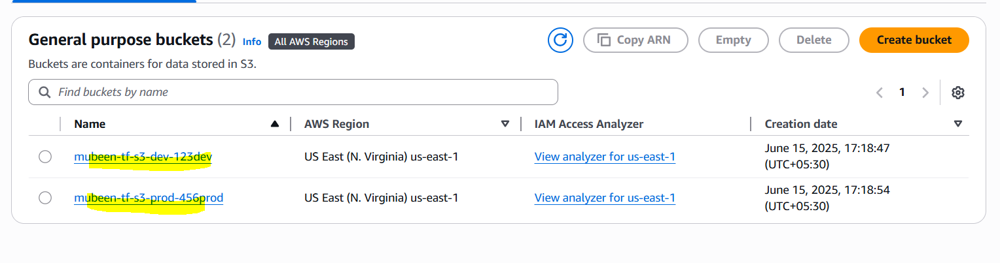 General purpose buckets (2) Info All AWS Regions
Copy ARN Empty Delete Create bucket
Buckets are containers for data stored in S3.
Find buckets by name
1
Name AWS Region IAM Access Analyzer Creation date
mubeen-tf-s3-dev-123dev US East (N. Virginia) us-east-1 View analyzer for us-east-1 June 15, 2025, 17:18:47
(UTC+05:30)
mubeen-tf-s3-prod-456prod US East (N. Virginia) us-east-1 View analyzer for us-east-1 June 15, 2025, 17:18:54
(UTC+05:30)